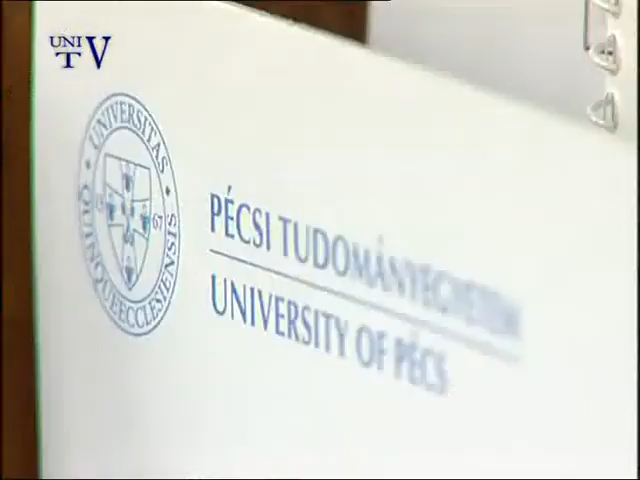 UNI
TV
UNIVERSITAS
QUINQUEECCLESIENSIS
13 67
PÉCSI TUDOMÁNYEGYETEM
UNIVERSITY OF PÉCS